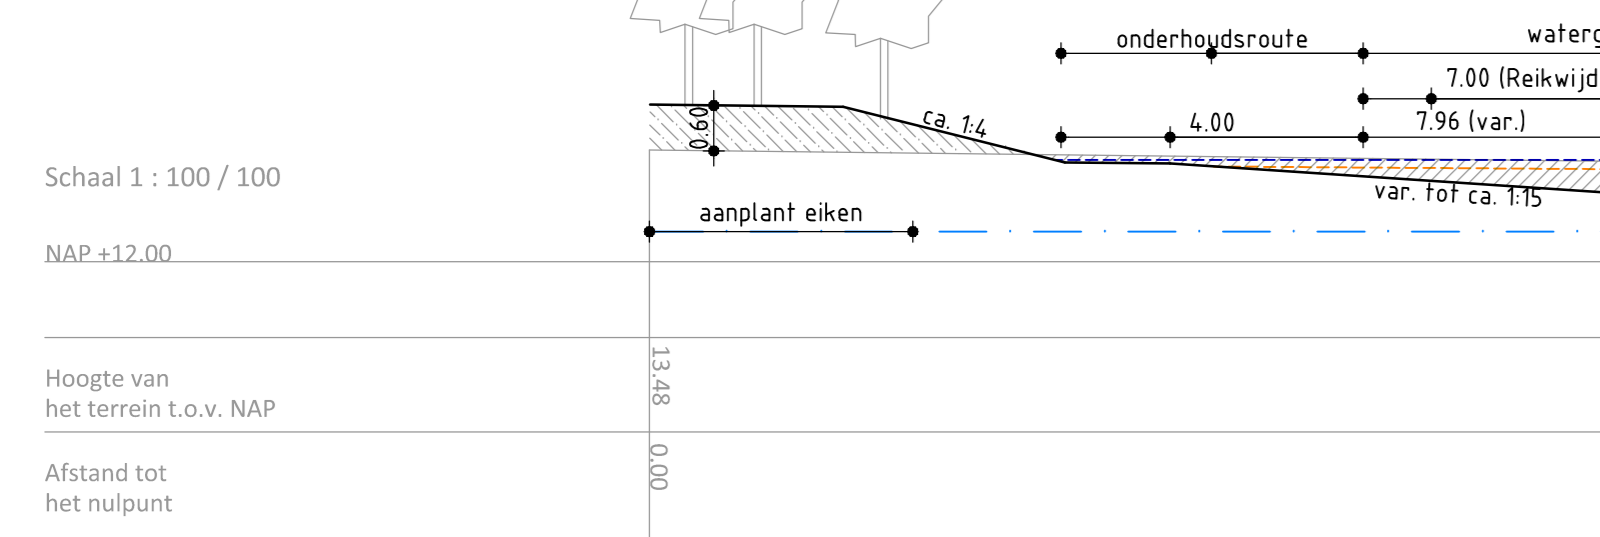 onderhoudsroute
7.00 (Reikwijd
0.60
ca. 1:4
4.00
7.96 (var.)
Schaal 1 : 100 / 100
var. tot ca. 1:15
aanplant eiken
NAP +12.00
Hoogte van
het terrein t.o.v. NAP
13.48
Afstand tot
het nulpunt
0.00